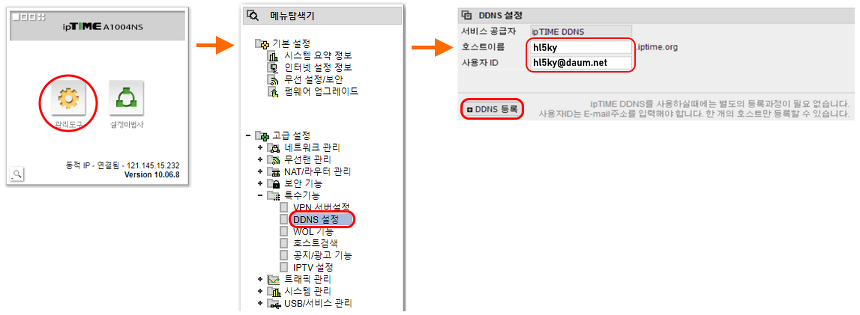 ipTIME A1004NS
관리도구
설정마법사
동적 IP - 연결됨 - 121.145.15.232
Version 10.06.8
메뉴탐색기
기본 설정
시스템 요약 정보
인터넷 설정 정보
무선 설정/보안
펌웨어 업그레이드
고급 설정
네트워크 관리
무선랜 관리
NAT/라우터 관리
보안 기능
특수기능
VPN 서버설정
DDNS 설정
WOL 기능
호스트검색
공지/광고 기능
IPTV 설정
트래픽 관리
시스템 관리
USB/서비스 관리
DDNS 설정
서비스 공급자 ipTIME DDNS
호스트이름 hl5ky .iptime.org
사용자 ID hl5ky@daum.net
DDNS 등록
ipTIME DDNS를 사용하실때에는 별도의 등록과정이 필요 없습니다.
사용자ID는 E-mail주소를 입력해야 합니다. 한 개의 호스트만 등록할 수 있습니다.